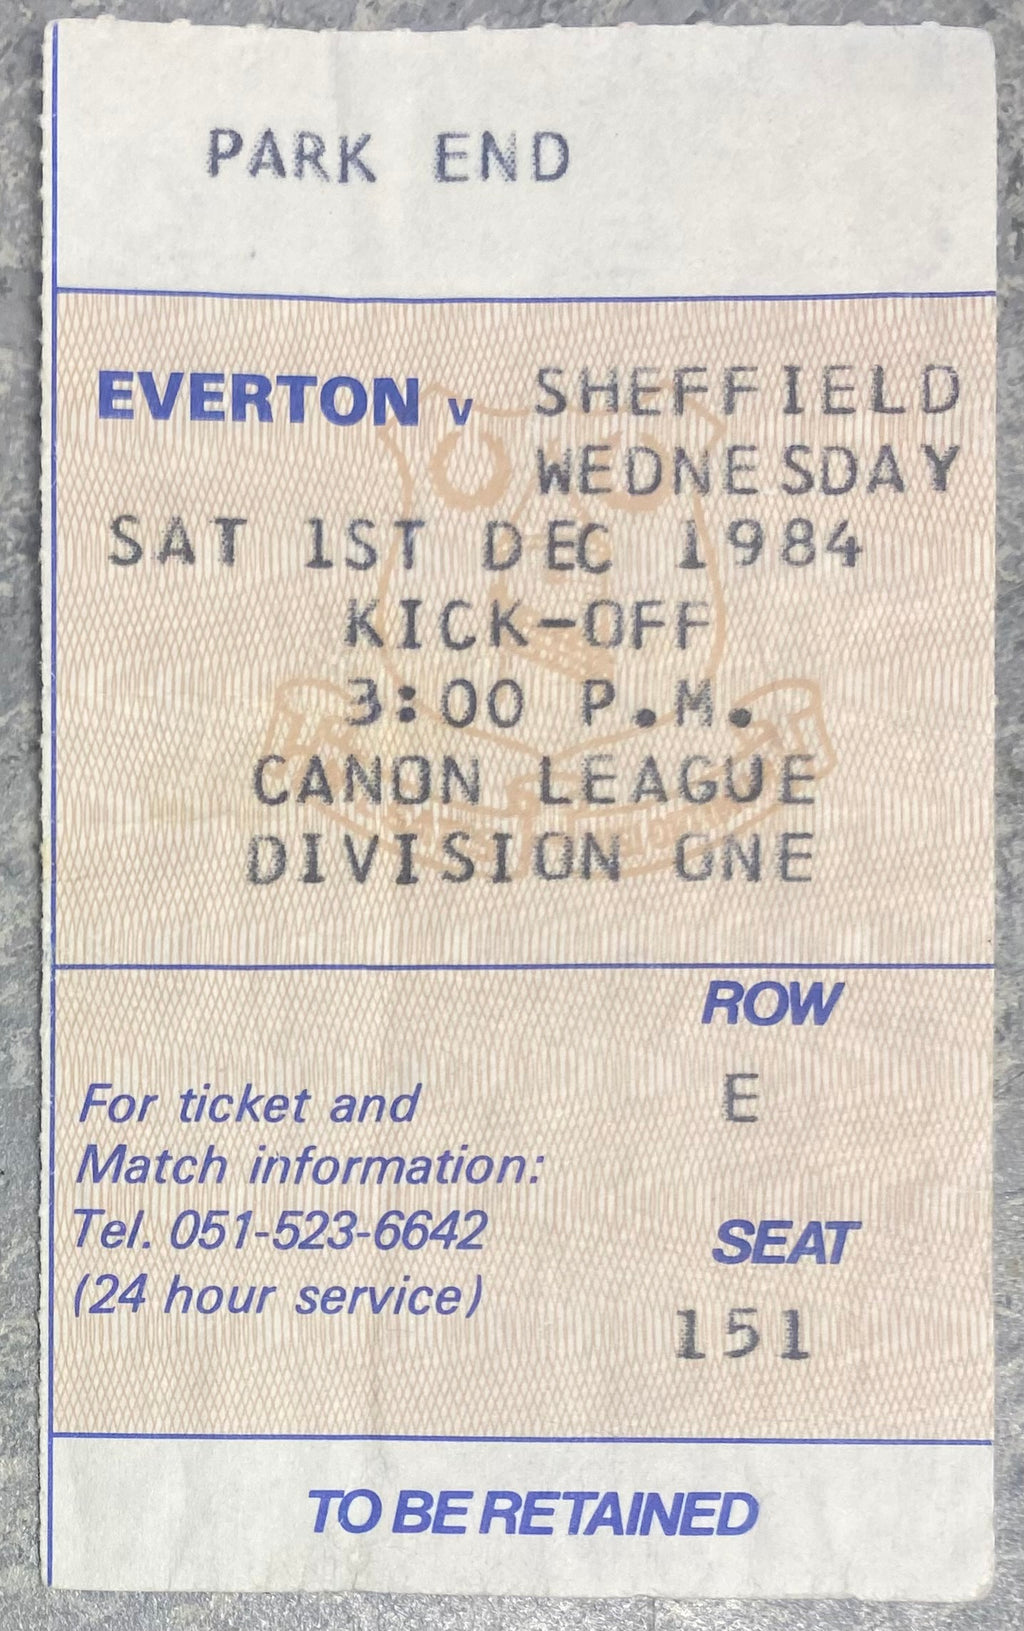 PARK END
EVERTON v SHEFFIELD
WEDNESDAY
SAT 1ST DEC 1984
KICK-OFF
3:00 P.M.
CANON LEAGUE
DIVISION ONE
ROW
E
For ticket and
Match information:
Tel. 051-523-6642
(24 hour service)
SEAT
151
TO BE RETAINED